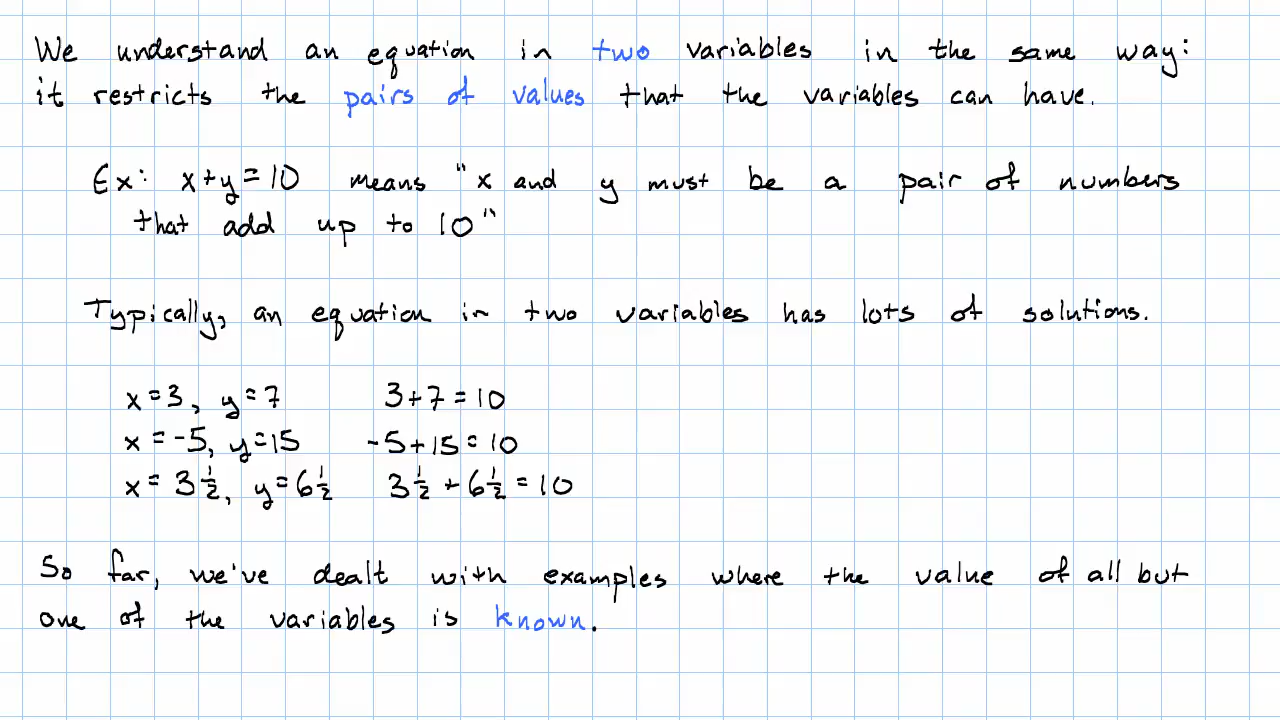 We understand an equation in two variables in the same way:
it restricts the pairs of values that the variables can have.
Ex: x+y=10 means "x and y must be a pair of numbers
that add up to 10"
Typically, an equation in two variables has lots of solutions.
x=3, y=7 3+7=10
x=-5, y=15 -5+15=10
x=3½, y=6½ 3½+6½=10
So far, we've dealt with examples where the value of all but
one of the variables is known.